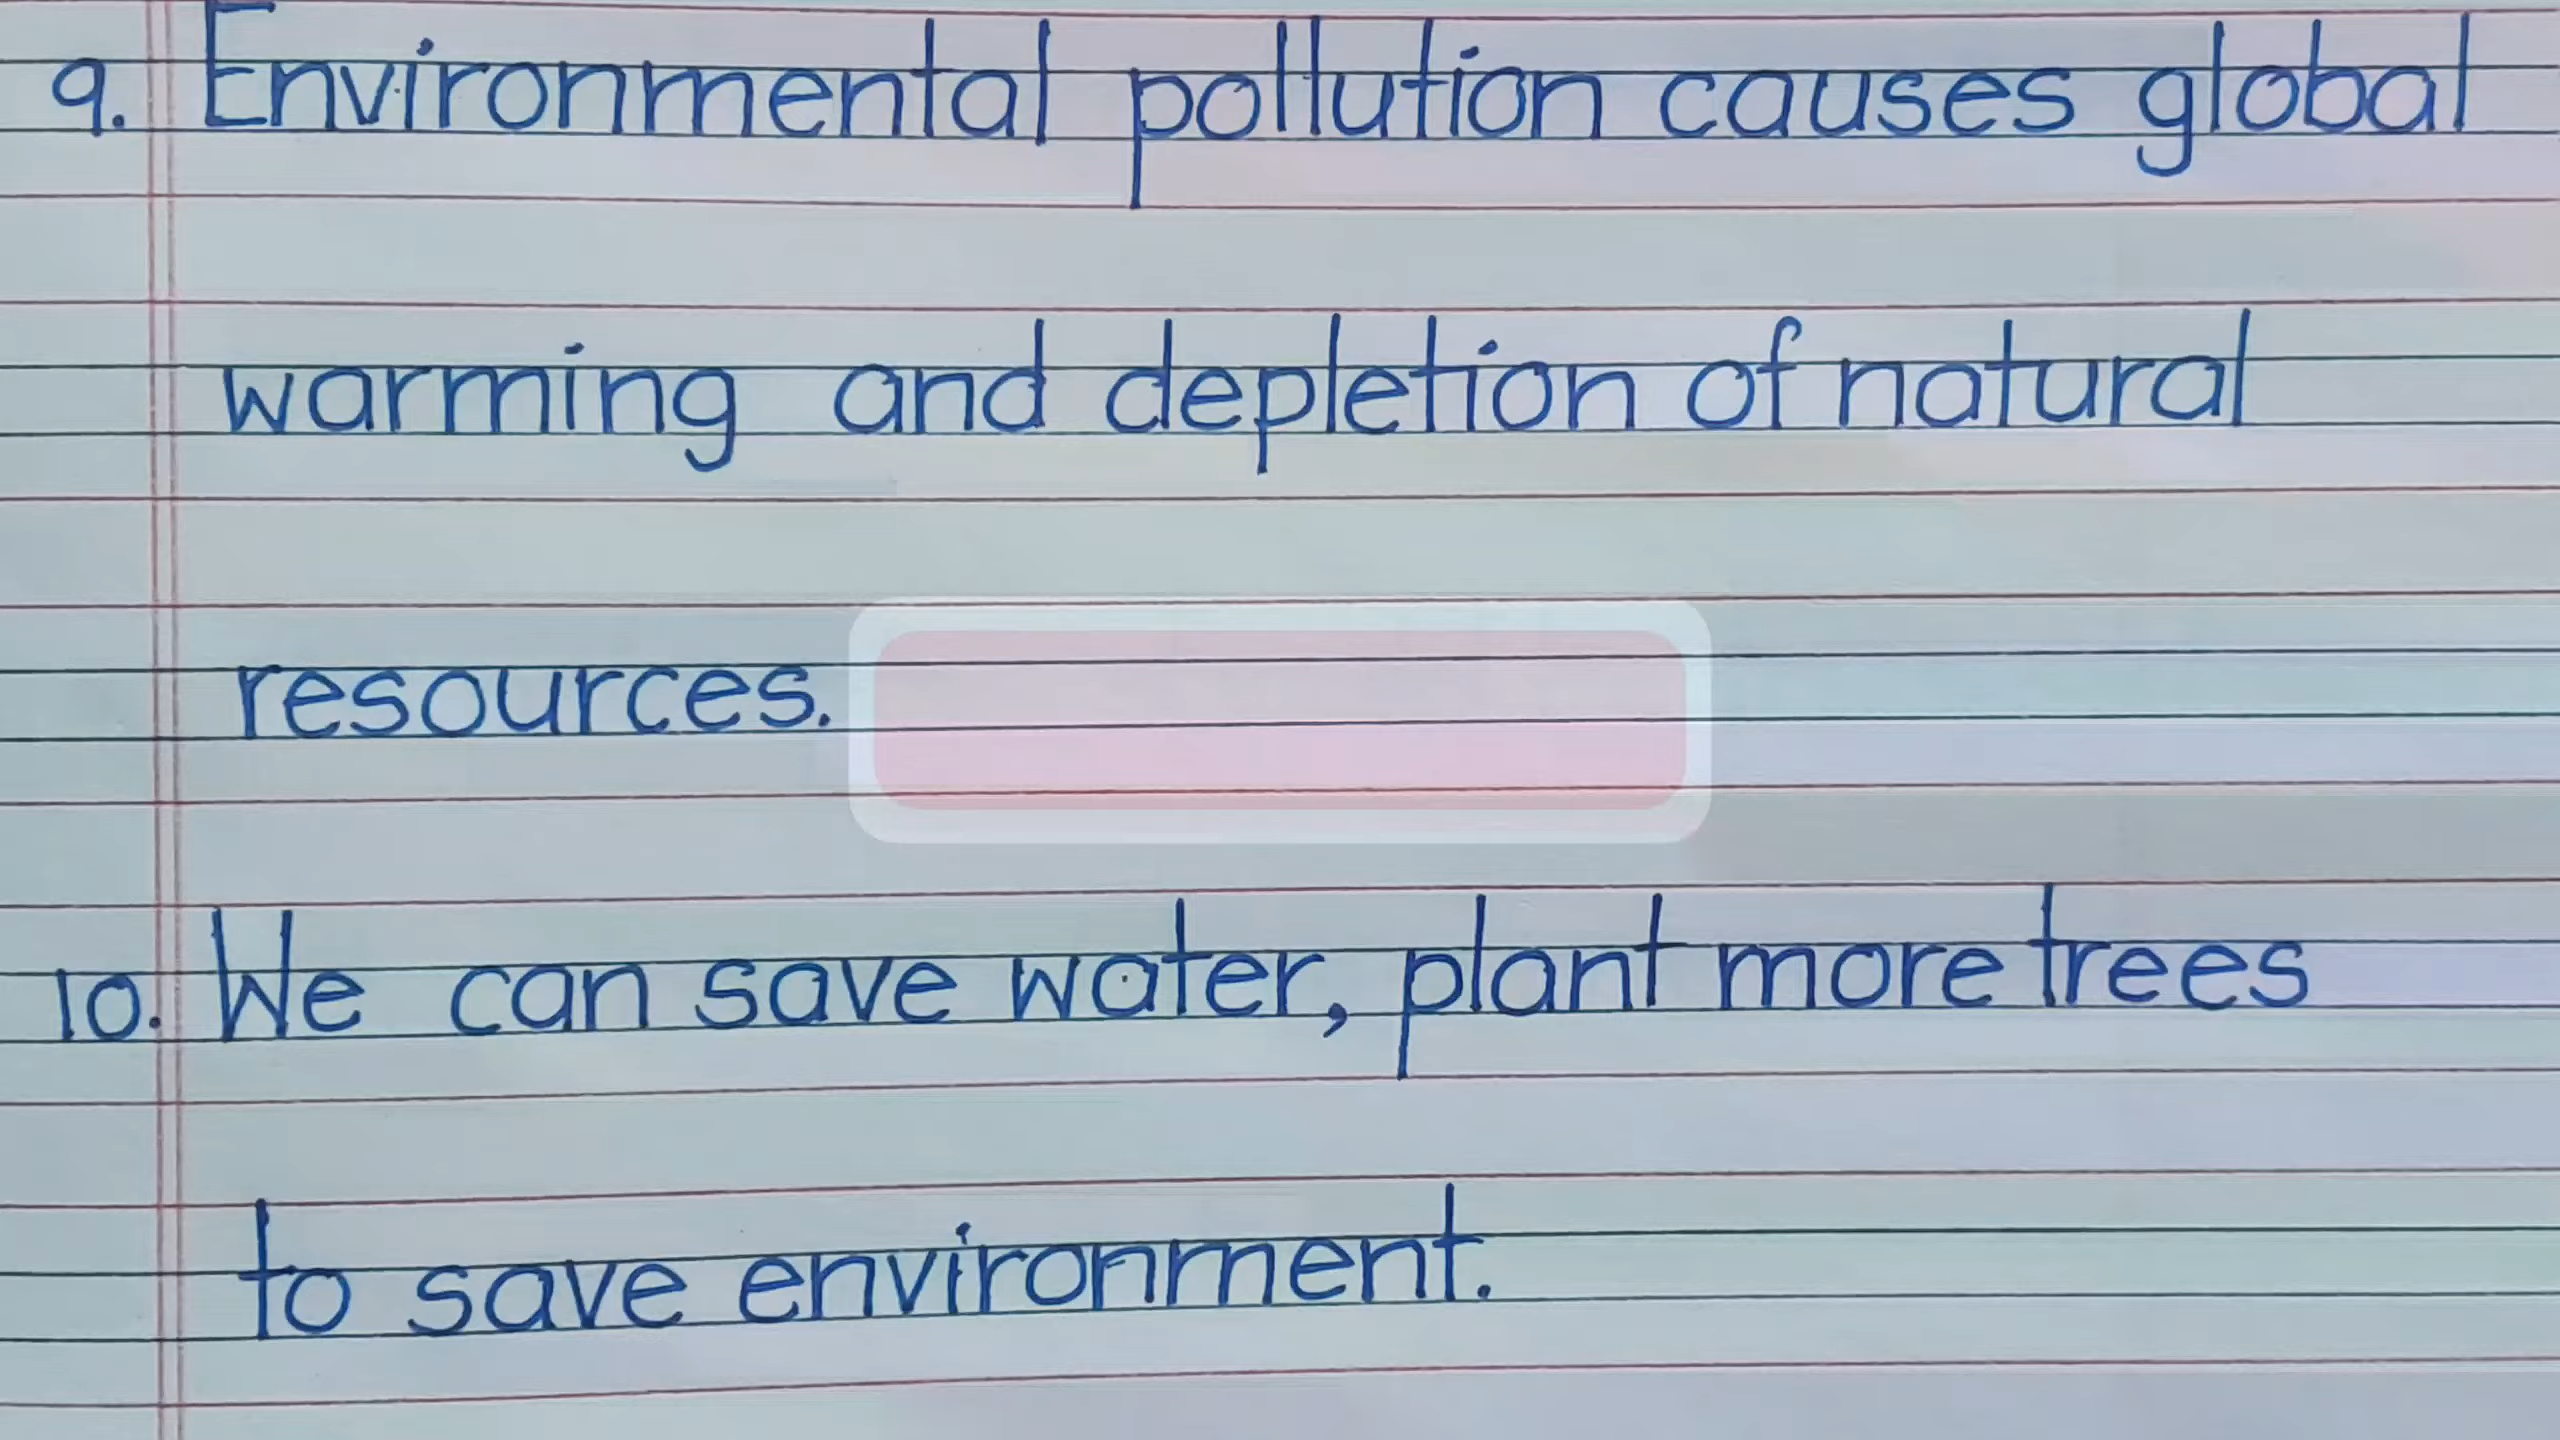 9. Environmental pollution causes global
warming and depletion of natural
resources.
10. We can save water, plant more trees
to save environment.